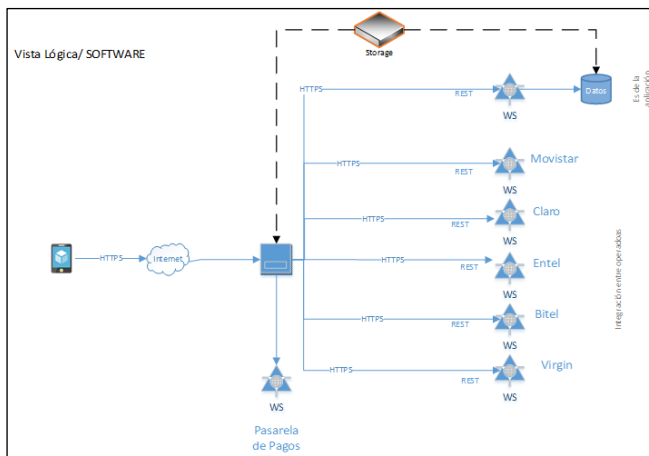 Storage
Vista Lógica/ SOFTWARE
HTTPS
REST
WS
Datos
Es de la
aplicación
HTTPS
REST
WS
Movistar
HTTPS
REST
WS
Claro
HTTPS
Internet
HTTPS
REST
WS
Entel
HTTPS
REST
WS
Bitel
HTTPS
REST
WS
Virgin
Integración entre operadoas
WS
Pasarela
de Pagos